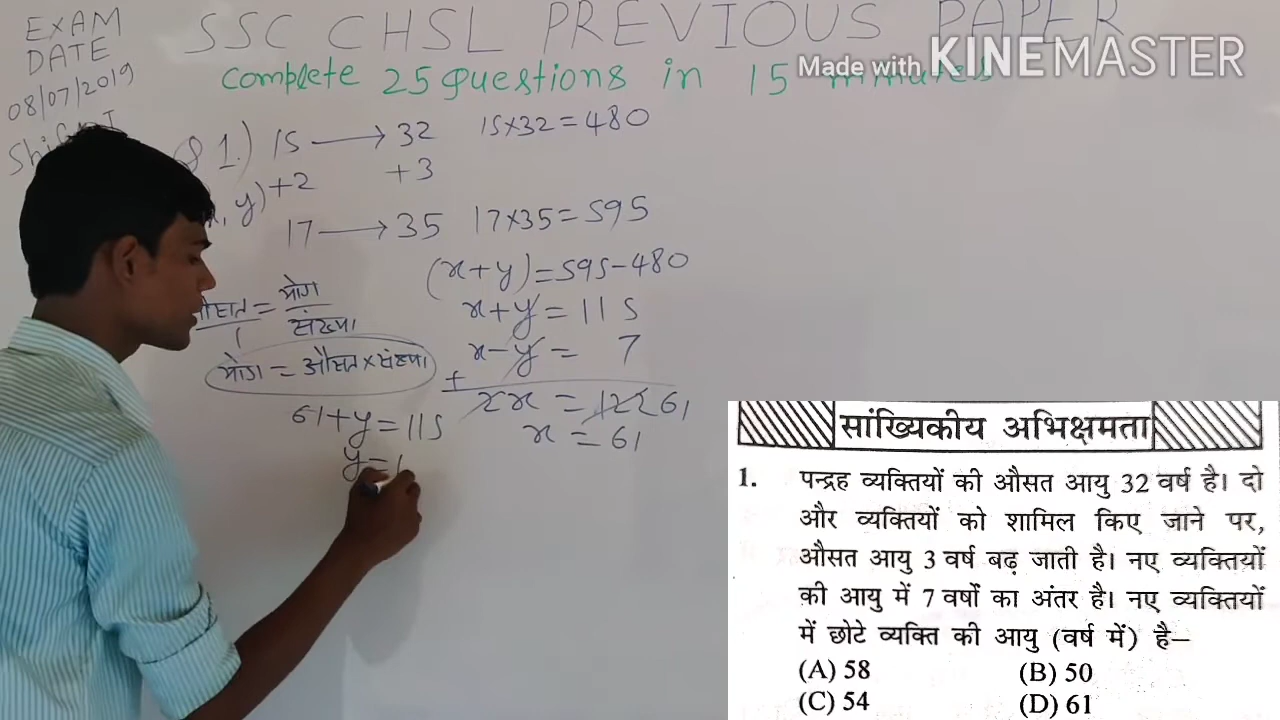 EXAM
DATE
08/07/2019
SSC CHSL PREVIOUS PAPER
Made with KINEMASTER
complete 25 questions in 15 minutes
Q 1.) 15 → 32 15×32=480
+2 +3
, y)
17 → 35 17×35=595
(x+y)=595-480
x+y=115
x-y= 7
+
2x = 122 61
x = 61
= योग
1 संख्या
योग = औसत×संख्या
61+y=115
y=
सांख्यिकीय अभिक्षमता
1. पन्द्रह व्यक्तियों की औसत आयु 32 वर्ष है। दो
और व्यक्तियों को शामिल किए जाने पर,
औसत आयु 3 वर्ष बढ़ जाती है। नए व्यक्तियों
की आयु में 7 वर्षों का अंतर है। नए व्यक्तियों
में छोटे व्यक्ति की आयु (वर्ष में) है–
(A) 58 (B) 50
(C) 54 (D) 61